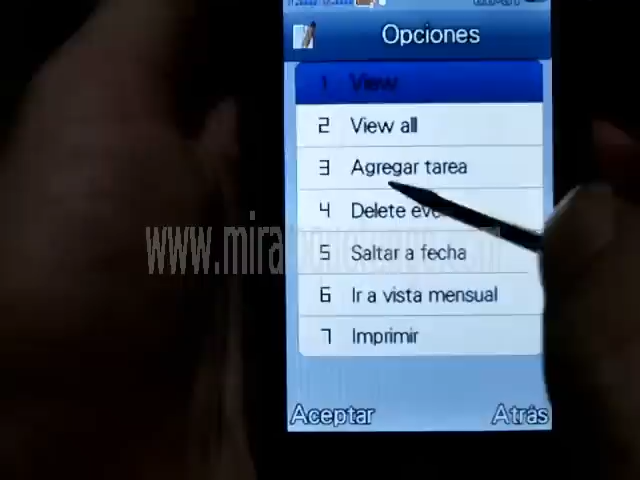 Opciones
1 View
2 View all
3 Agregar tarea
4 Delete
5 Saltar a fecha
6 Ir a vista mensual
7 Imprimir
Aceptar
Atrás